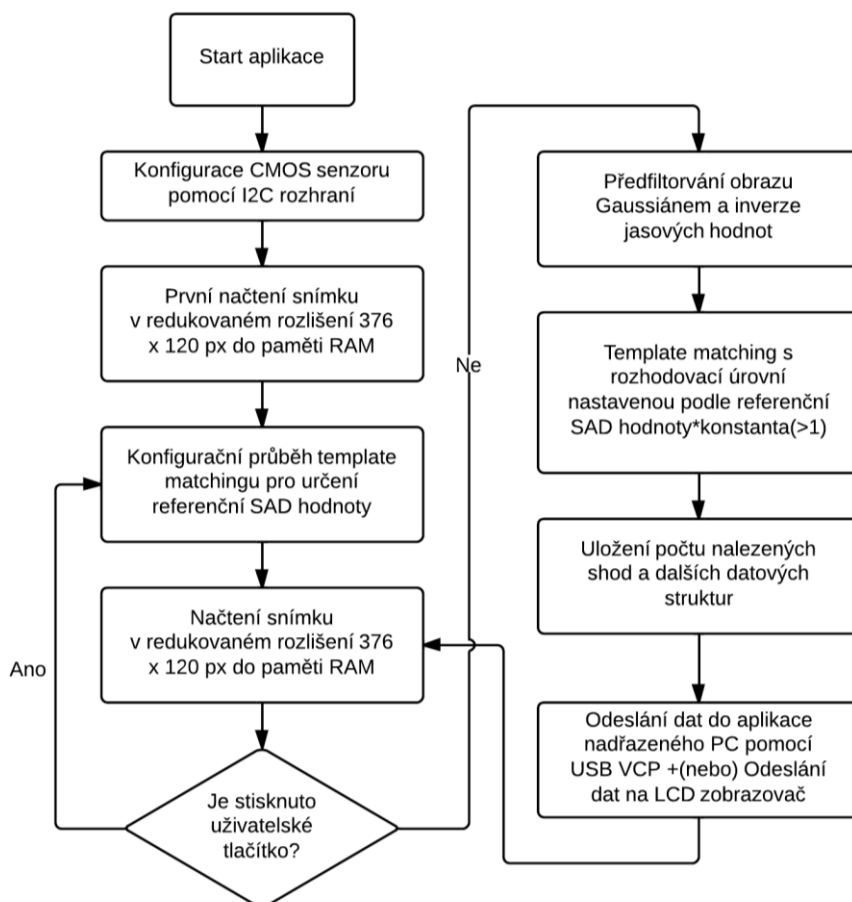 Start aplikace
Konfigurace CMOS senzoru
pomocí I2C rozhraní
První načtení snímku
v redukovaném rozlišení 376
x 120 px do paměti RAM
Konfigurační průběh template
matchingu pro určení
referenční SAD hodnoty
Načtení snímku
v redukovaném rozlišení 376
x 120 px do paměti RAM
Je stisknuto
uživatelské
tlačítko?
Ano
Ne
Předfiltorvání obrazu
Gaussiánem a inverze
jasových hodnot
Template matching s
rozhodovací úrovní
nastavenou podle referenční
SAD hodnoty*konstanta(>1)
Uložení počtu nalezených
shod a dalších datových
struktur
Odeslání dat do aplikace
nadřazeného PC pomocí
USB VCP +(nebo) Odeslání
dat na LCD zobrazovač